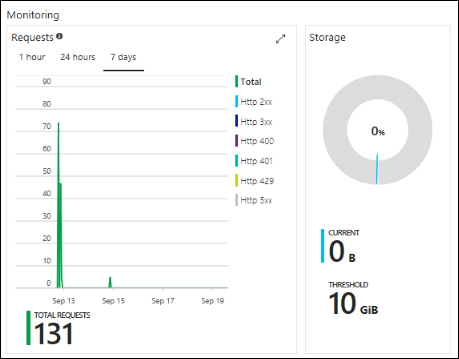 Monitoring
Requests
1 hour
24 hours
7 days
90
80
70
60
50
40
30
20
10
0
Sep 13
Sep 15
Sep 17
Sep 19
Total
Http 2xx
Http 3xx
Http 400
Http 401
Http 429
Http 5xx
TOTAL REQUESTS
131
Storage
0%
CURRENT
0 B
THRESHOLD
10 GiB